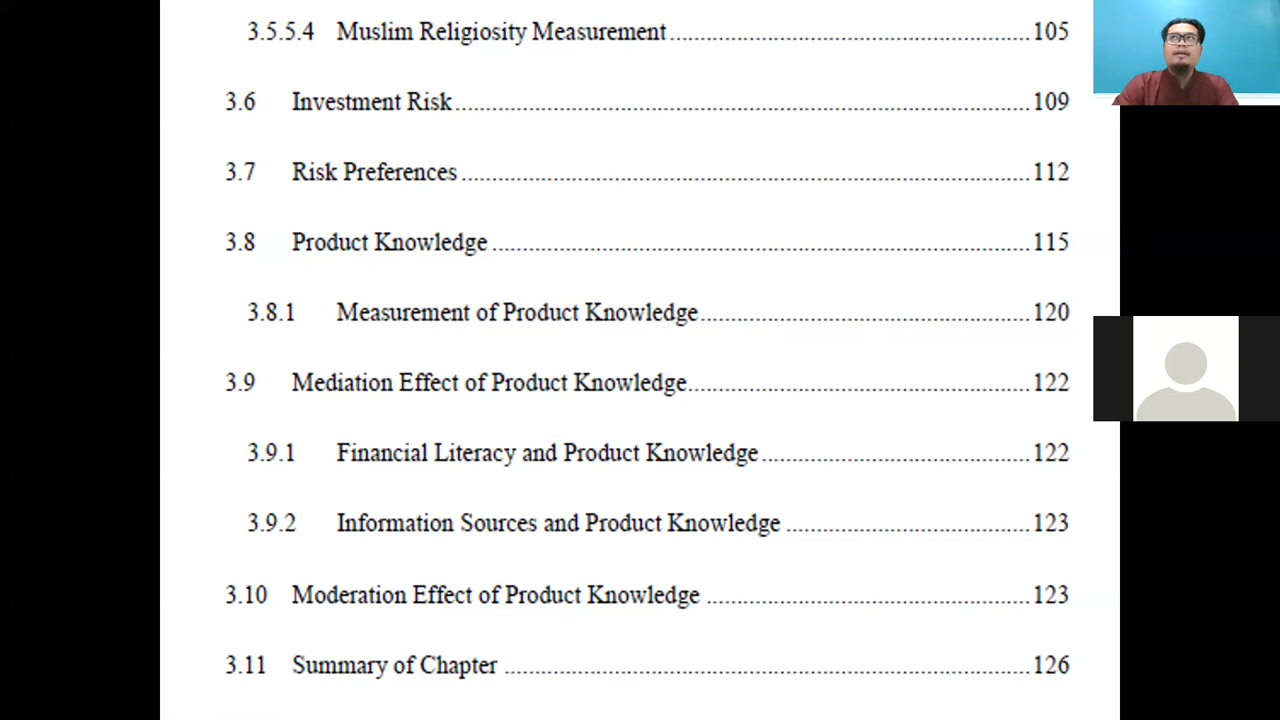 3.5.5.4 Muslim Religiosity Measurement........................................................105
3.6 Investment Risk........................................................109
3.7 Risk Preferences........................................................112
3.8 Product Knowledge........................................................115
3.8.1 Measurement of Product Knowledge........................................................120
3.9 Mediation Effect of Product Knowledge........................................................122
3.9.1 Financial Literacy and Product Knowledge........................................................122
3.9.2 Information Sources and Product Knowledge........................................................123
3.10 Moderation Effect of Product Knowledge........................................................123
3.11 Summary of Chapter........................................................126